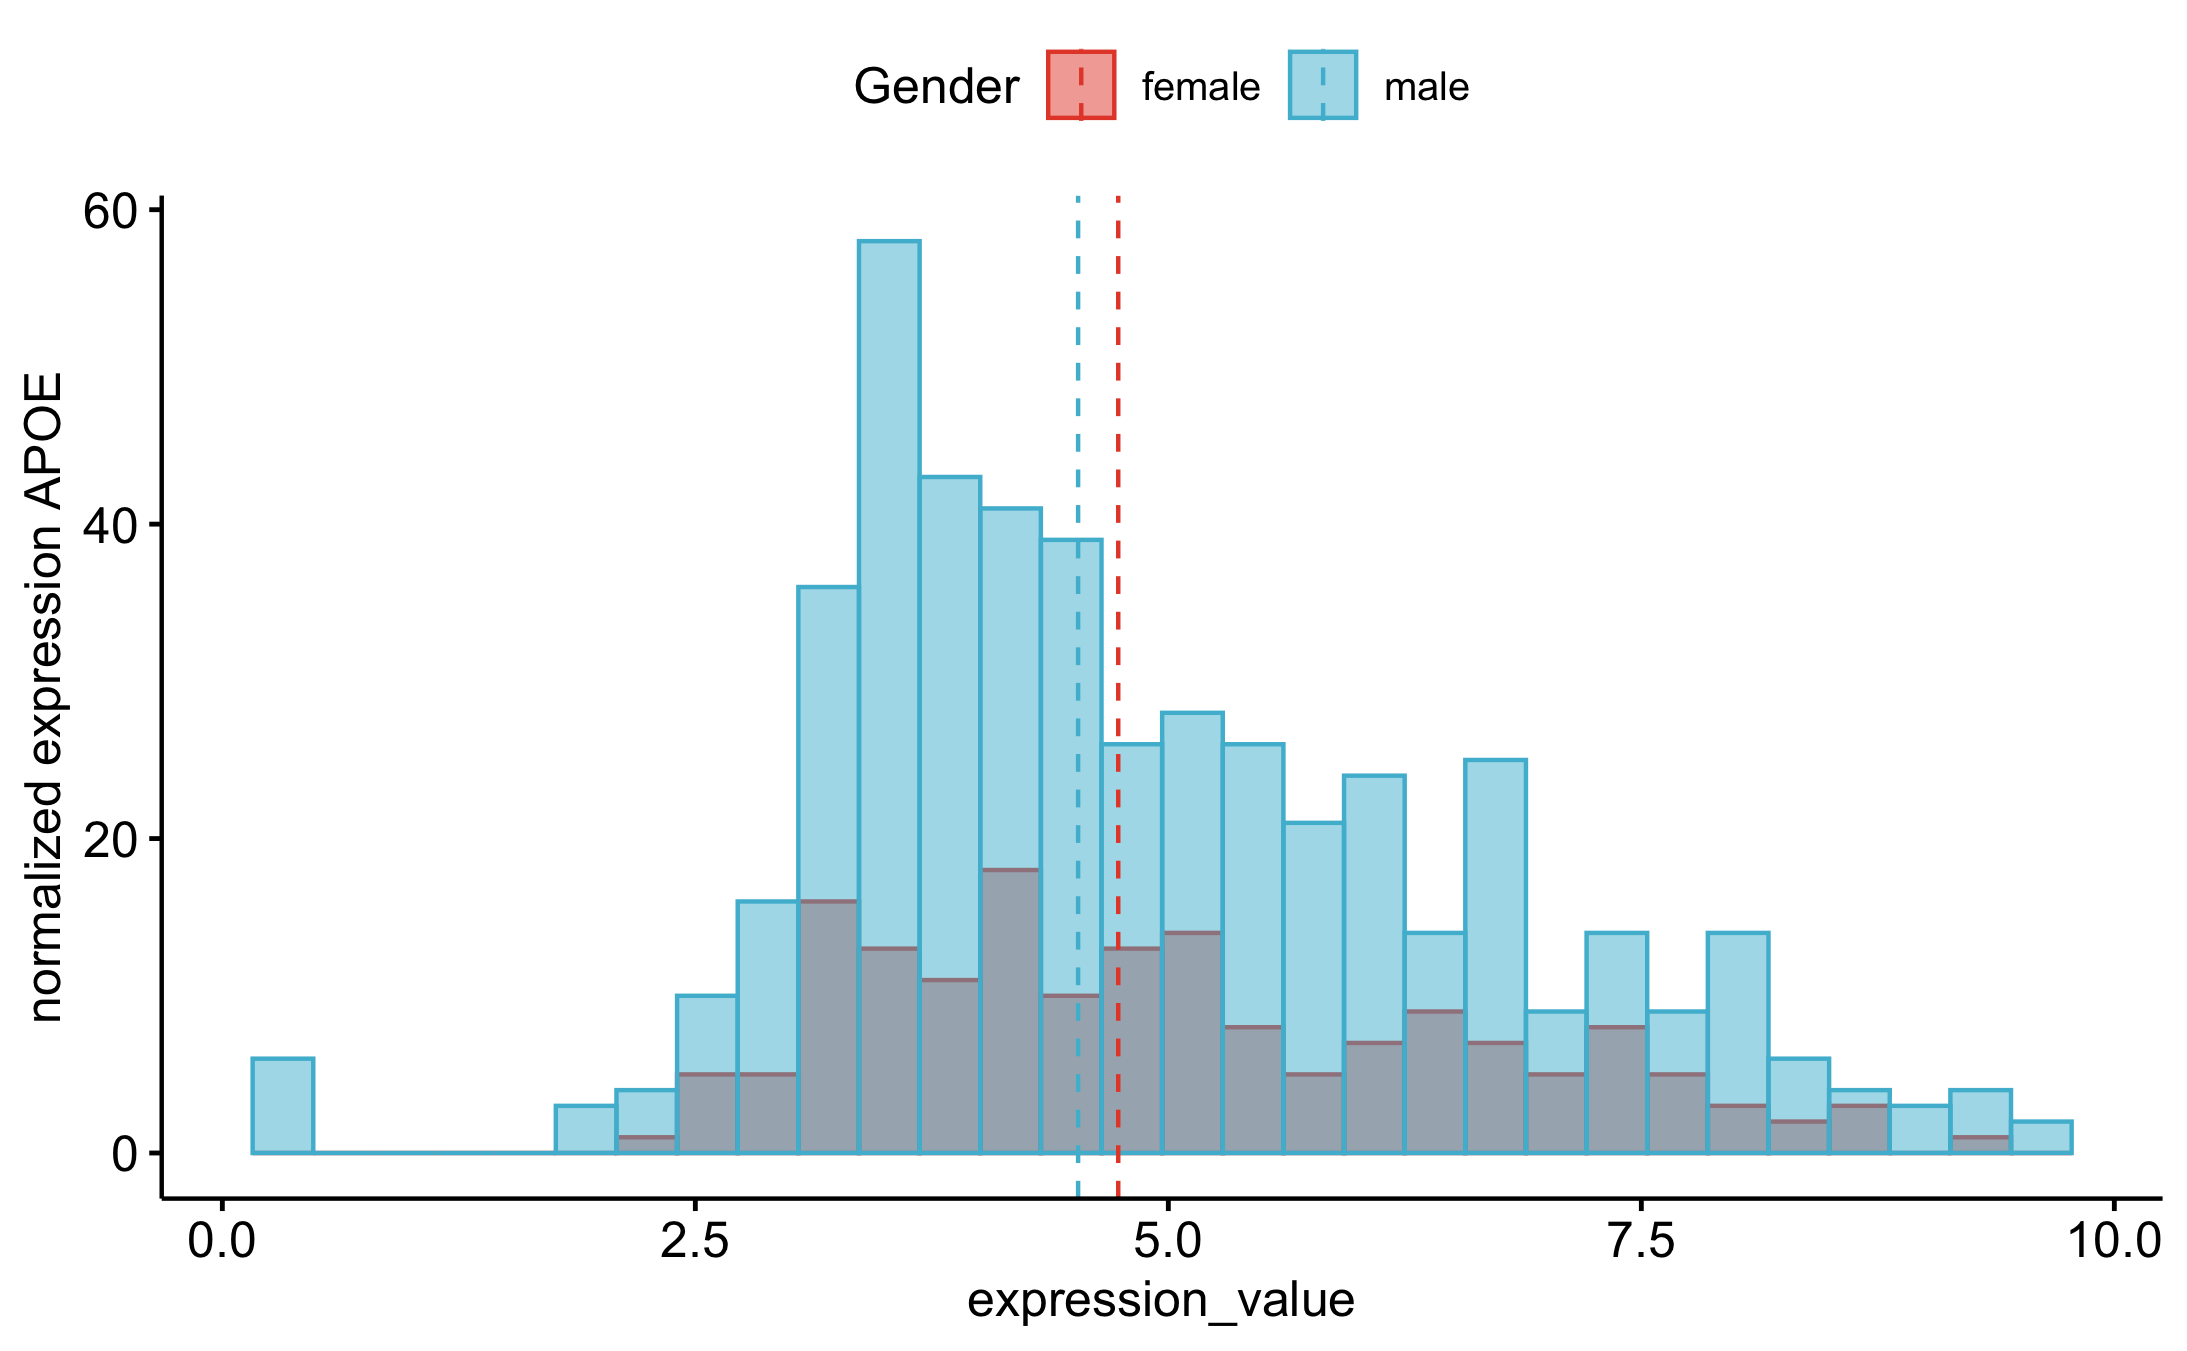 Gender female male
60
40
20
0
normalized expression APOE
0.0 2.5 5.0 7.5 10.0
expression_value